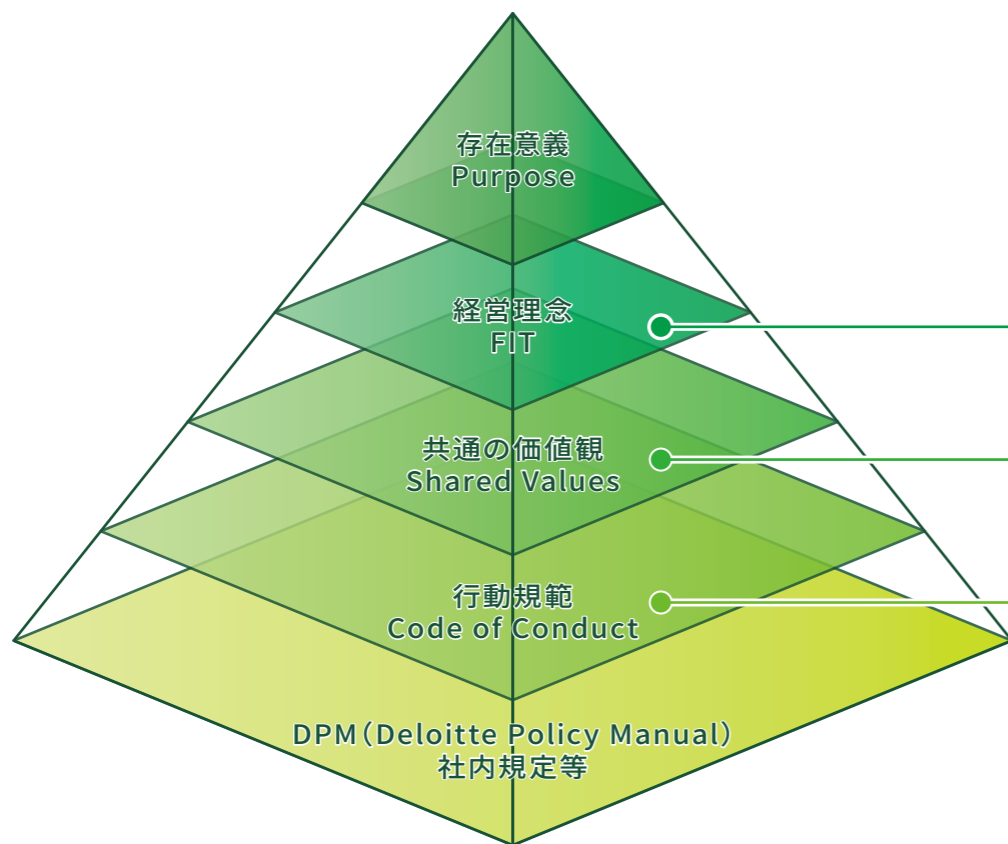 存在意義
Purpose
経営理念
FIT
共通の価値観
Shared Values
行動規範
Code of Conduct
DPM（Deloitte Policy Manual）
社内規定等